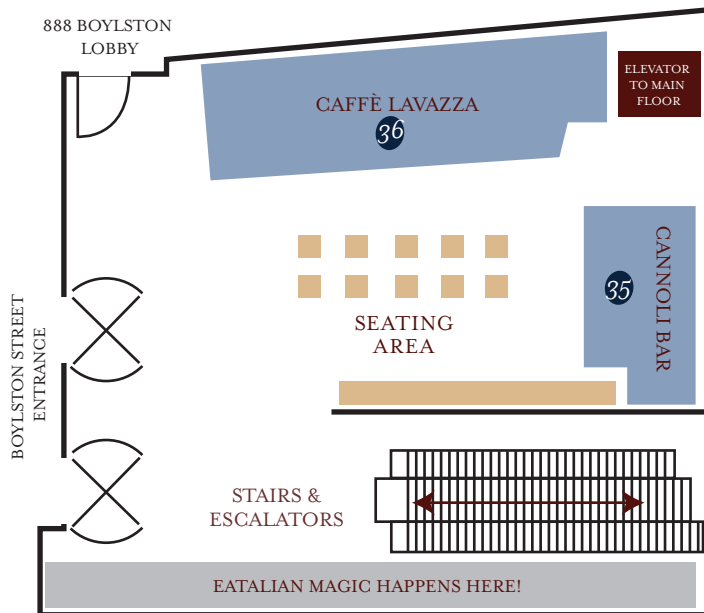 888 BOYLSTON
LOBBY
ELEVATOR
TO MAIN
FLOOR
CAFFÈ LAVAZZA
36
CANNOLI BAR
35
SEATING
AREA
BOYLSTON STREET
ENTRANCE
STAIRS &
ESCALATORS
EATALIAN MAGIC HAPPENS HERE!